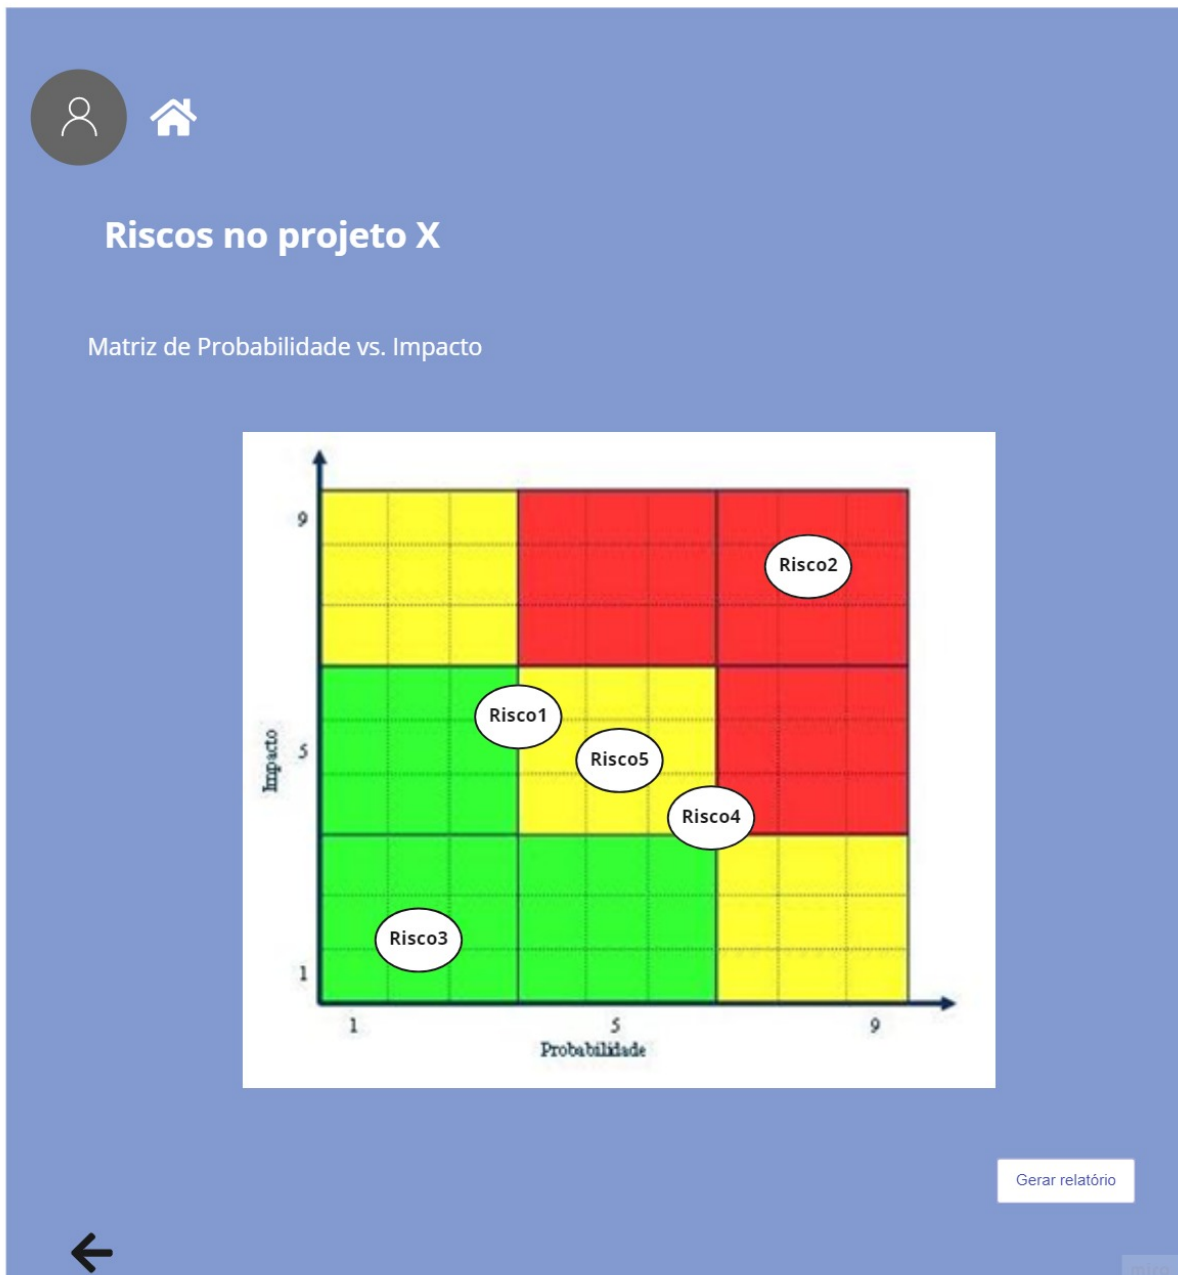 Riscos no projeto X
Matriz de Probabilidade vs. Impacto
9
Risco2
Risco1
Impacto
5
Risco5
Risco4
Risco3
1
1
5
9
Probabilidade
Gerar relatório
miro